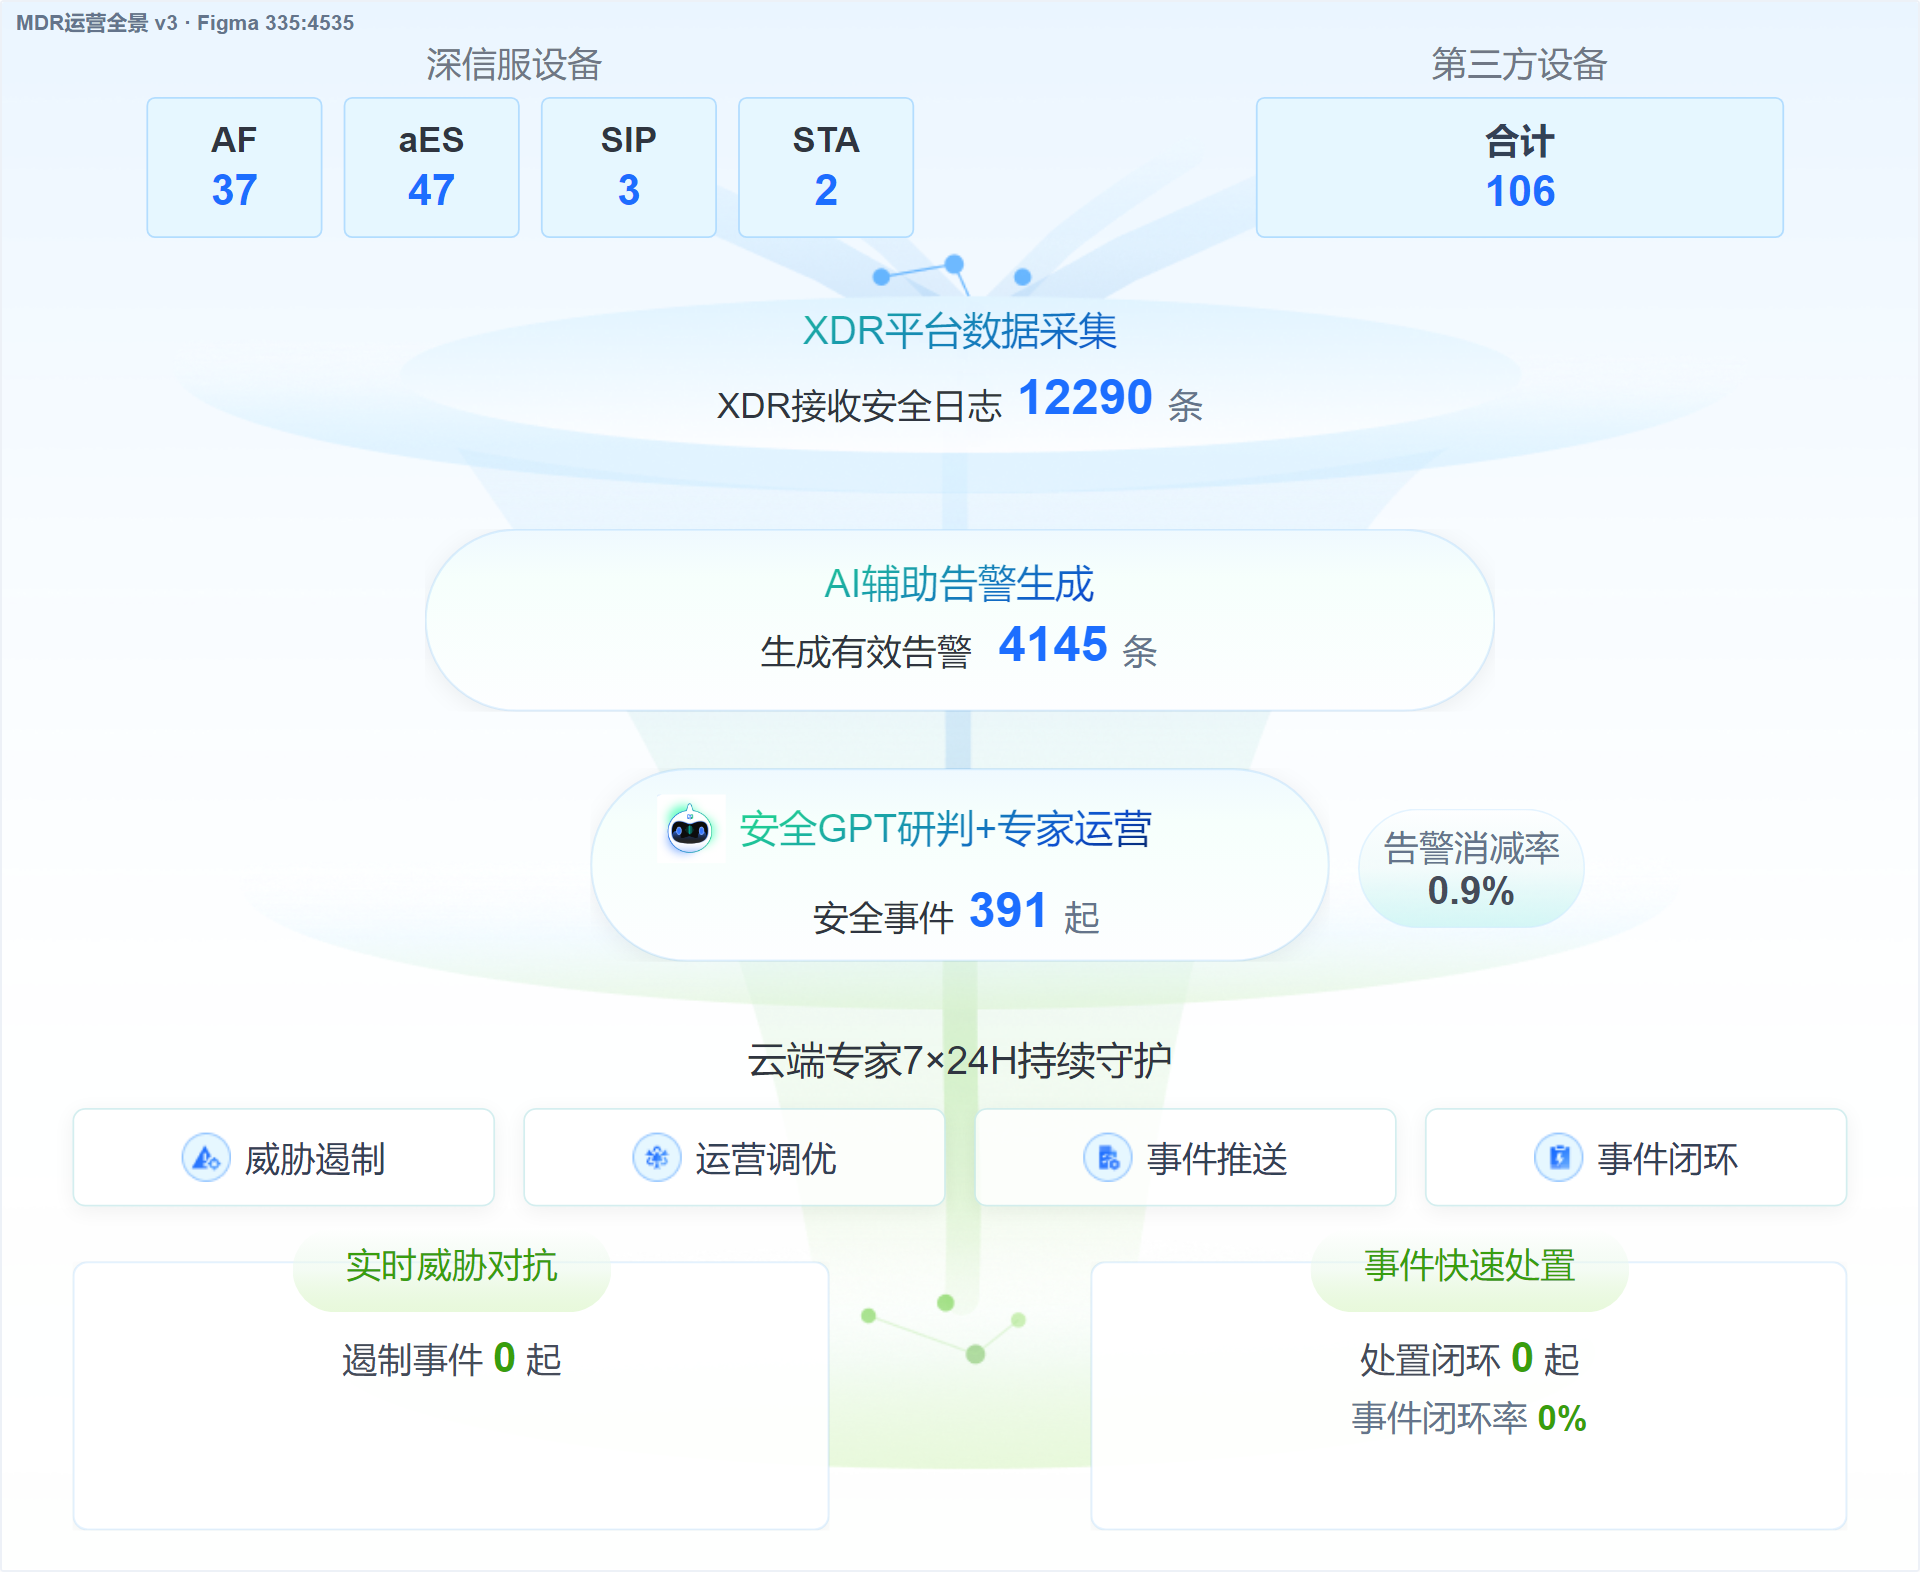 MDR运营全景 v3 · Figma 335:4535
深信服设备
第三方设备
AF
37
aES
47
SIP
3
STA
2
合计
106
XDR平台数据采集
XDR接收安全日志 12290 条
AI辅助告警生成
生成有效告警 4145 条
安全GPT研判+专家运营
安全事件 391 起
告警消减率
0.9%
云端专家7×24H持续守护
威胁遏制
运营调优
事件推送
事件闭环
实时威胁对抗
遏制事件 0 起
事件快速处置
处置闭环 0 起
事件闭环率 0%